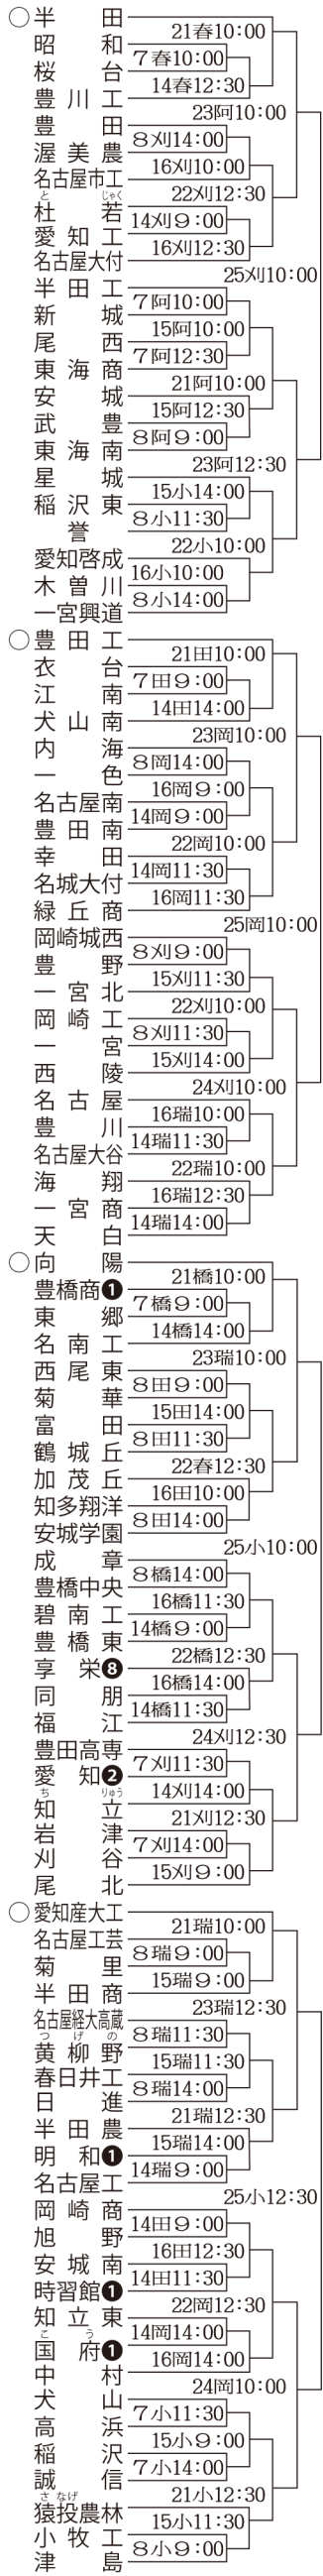 ○半田
21春10:00
昭和
7春10:00
桜台
14春12:30
豊川工
23阿10:00
豊田
8刈14:00
渥美農
16刈10:00
名古屋市工
22刈12:30
とじゃく
杜若
14刈9:00
愛知工
16刈12:30
名古屋大付
25刈10:00
半田工
7阿10:00
新城
15阿10:00
尾西
7阿12:30
東海商
21阿10:00
安城
15阿12:30
武豊
8阿9:00
東海南
23阿12:30
星城
15小14:00
稲沢東
8小11:30
誉
22小10:00
愛知啓成
16小10:00
木曽川
8小14:00
一宮興道
○豊田工
21田10:00
衣台
7田9:00
江南
14田14:00
犬山南
23岡10:00
内海
8岡14:00
一色
16岡9:00
名古屋南
14岡9:00
豊田南
22岡10:00
幸田
14岡11:30
名城大付
16岡11:30
緑丘商
25岡10:00
岡崎城西
8刈9:00
豊野
15刈11:30
一宮北
22刈10:00
岡崎工
8刈11:30
一宮
15刈14:00
西陵
24刈10:00
名古屋
16瑞10:00
豊川
14瑞11:30
名古屋大谷
22瑞10:00
海翔
16瑞12:30
一宮商
14瑞14:00
天白
○向陽
21橋10:00
豊橋商❶
7橋9:00
東郷
14橋14:00
名南工
23瑞10:00
西尾東
8田9:00
菊華
15田14:00
富田
8田11:30
鶴城丘
22春12:30
加茂丘
16田10:00
知多翔洋
8田14:00
安城学園
25小10:00
成章
8橋14:00
豊橋中央
16橋11:30
碧南工
14橋9:00
豊橋東
22橋12:30
享栄❽
16橋14:00
同朋
14橋11:30
福江
24刈12:30
豊田高専
7刈11:30
愛知❷
14刈14:00
ちりゅう
知立
21刈12:30
岩津
7刈14:00
刈谷
15刈9:00
尾北
○愛知産大工
21瑞10:00
名古屋工芸
8瑞9:00
菊里
15瑞9:00
半田商
23瑞12:30
名古屋経大高蔵
8瑞11:30
つげの
黄柳野
15瑞11:30
春日井工
8瑞14:00
日進
21瑞12:30
半田農
15瑞14:00
明和❶
14瑞9:00
名古屋工
25小12:30
岡崎商
14田9:00
旭野
16田12:30
安城南
14田11:30
時習館❶
22岡12:30
知立東
14岡14:00
こう
国府❶
16岡14:00
中村
24岡10:00
犬山
7小11:30
高浜
15小9:00
稲沢
7小14:00
誠信
21小12:30
さなげ
猿投農林
15小11:30
小牧工
8小9:00
津島